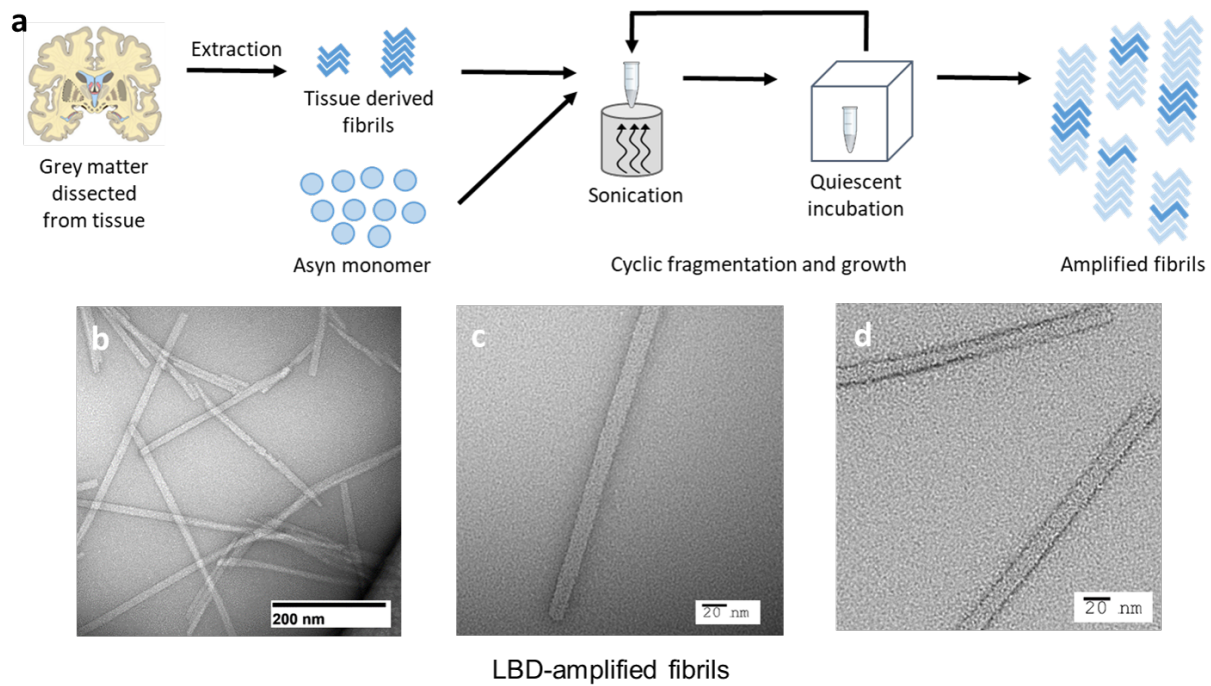 a
Extraction
Tissue derived
fibrils
Grey matter
dissected
from tissue
Asyn monomer
Sonication
Quiescent
incubation
Cyclic fragmentation and growth
Amplified fibrils
b
200 nm
c
20 nm
d
20 nm
LBD-amplified fibrils